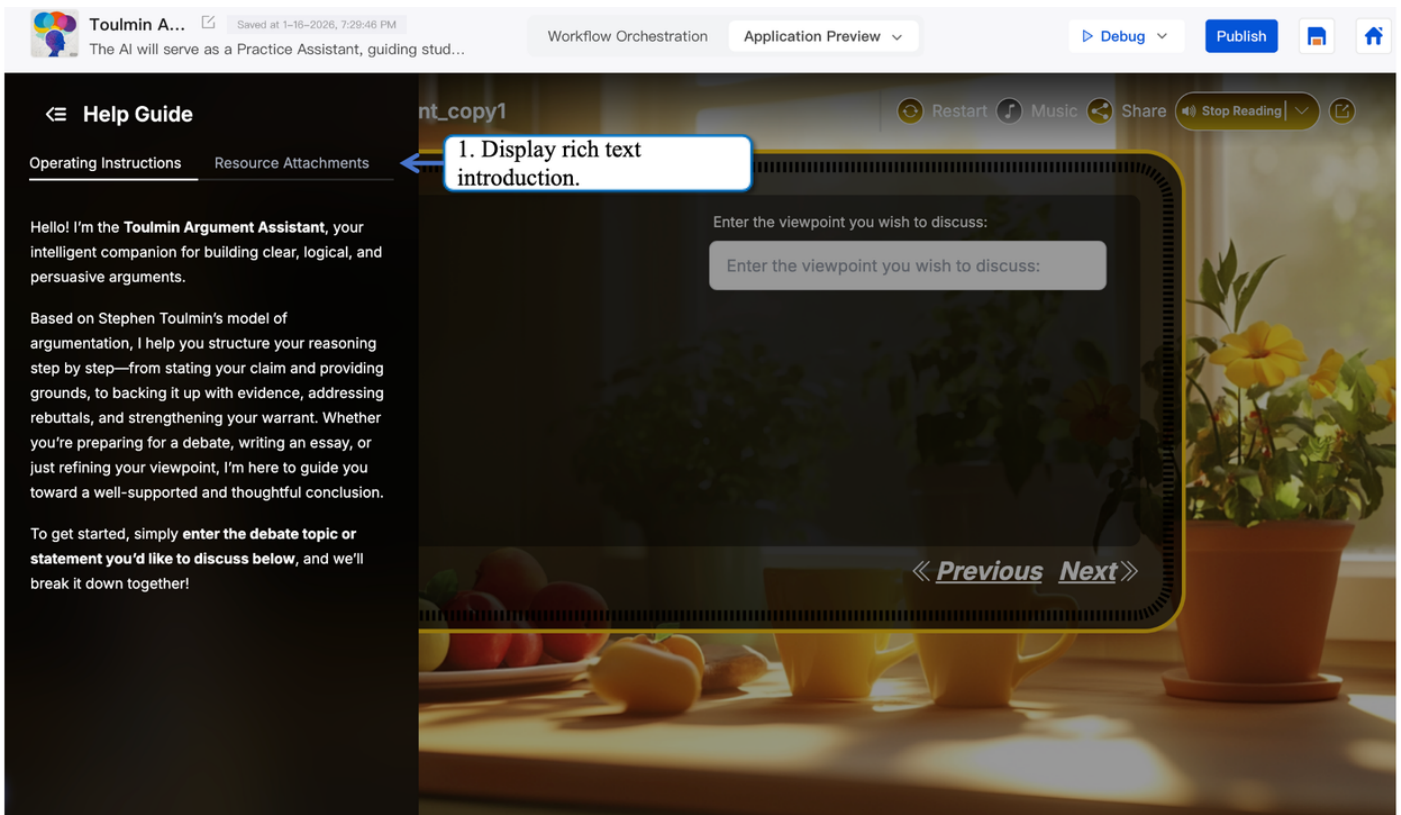 Toulmin A...
Saved at 1-16-2026, 7:29:46 PM
The AI will serve as a Practice Assistant, guiding stud...
Workflow Orchestration
Application Preview
Debug
Publish
Help Guide
nt_copy1
Restart
Music
Share
Stop Reading
Operating Instructions
Resource Attachments
1. Display rich text
introduction.
Hello! I'm the Toulmin Argument Assistant, your
intelligent companion for building clear, logical, and
persuasive arguments.
Based on Stephen Toulmin's model of
argumentation, I help you structure your reasoning
step by step—from stating your claim and providing
grounds, to backing it up with evidence, addressing
rebuttals, and strengthening your warrant. Whether
you're preparing for a debate, writing an essay, or
just refining your viewpoint, I'm here to guide you
toward a well-supported and thoughtful conclusion.
To get started, simply enter the debate topic or
statement you'd like to discuss below, and we'll
break it down together!
Enter the viewpoint you wish to discuss:
Enter the viewpoint you wish to discuss:
« Previous Next »